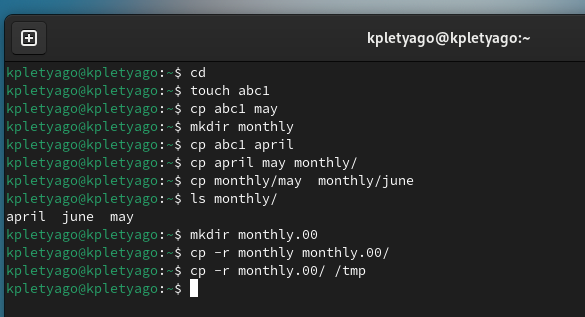 kpletyago@kpletyago:~
kpletyago@kpletyago:~$ cd
kpletyago@kpletyago:~$ touch abc1
kpletyago@kpletyago:~$ cp abc1 may
kpletyago@kpletyago:~$ mkdir monthly
kpletyago@kpletyago:~$ cp abc1 april
kpletyago@kpletyago:~$ cp april may monthly/
kpletyago@kpletyago:~$ cp monthly/may  monthly/june
kpletyago@kpletyago:~$ ls monthly/
april  june  may
kpletyago@kpletyago:~$ mkdir monthly.00
kpletyago@kpletyago:~$ cp -r monthly monthly.00/
kpletyago@kpletyago:~$ cp -r monthly.00/ /tmp
kpletyago@kpletyago:~$